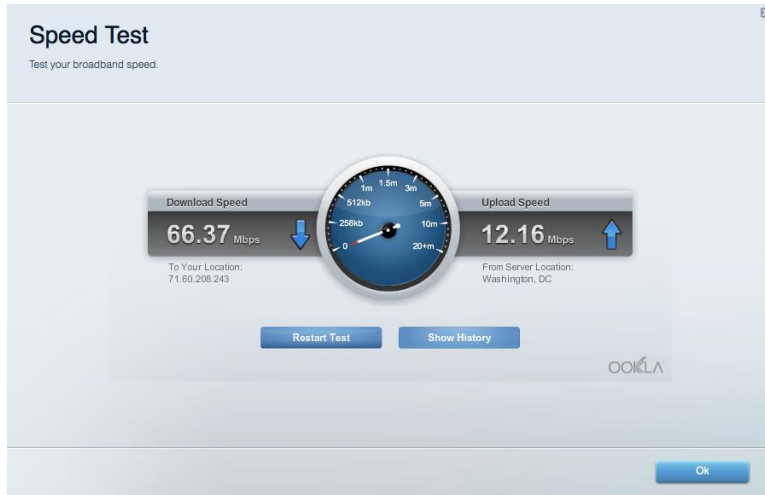 Speed Test
Test your broadband speed.
Download Speed
66.37 Mbps
To Your Location:
71.60.208.243
0
256kb
512kb
1m
1.5m
3m
5m
10m
20+m
Upload Speed
12.16 Mbps
From Server Location:
Washington, DC
Restart Test
Show History
OOKLA
Ok